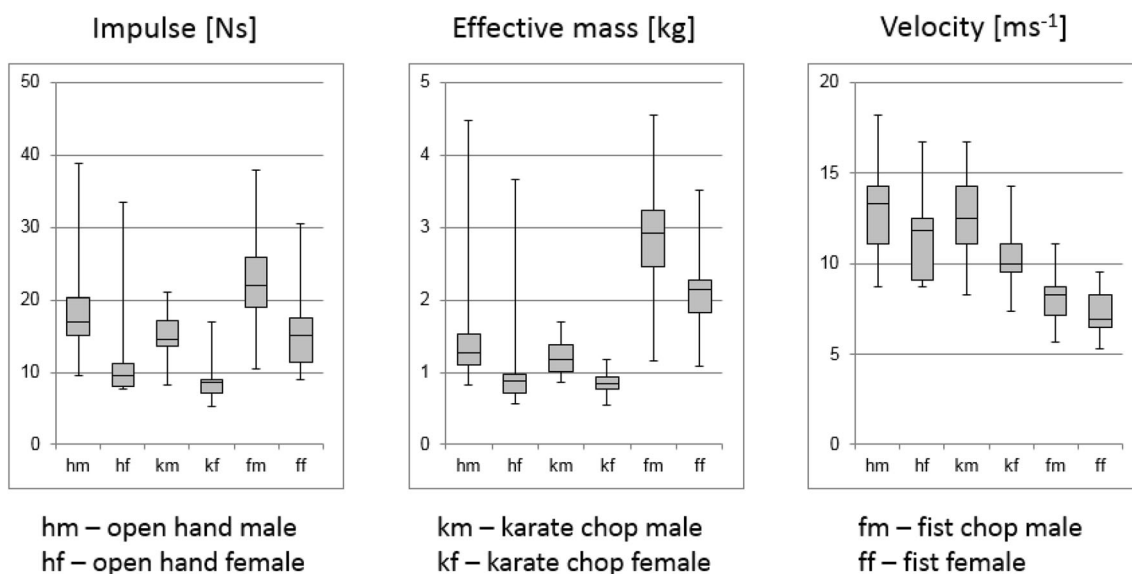 Impulse [Ns]
Effective mass [kg]
Velocity [ms⁻¹]
50
40
30
20
10
0
hm hf km kf fm ff
5
4
3
2
1
0
hm hf km kf fm ff
20
15
10
5
0
hm hf km kf fm ff
hm – open hand male
hf – open hand female
km – karate chop male
kf – karate chop female
fm – fist chop male
ff – fist female